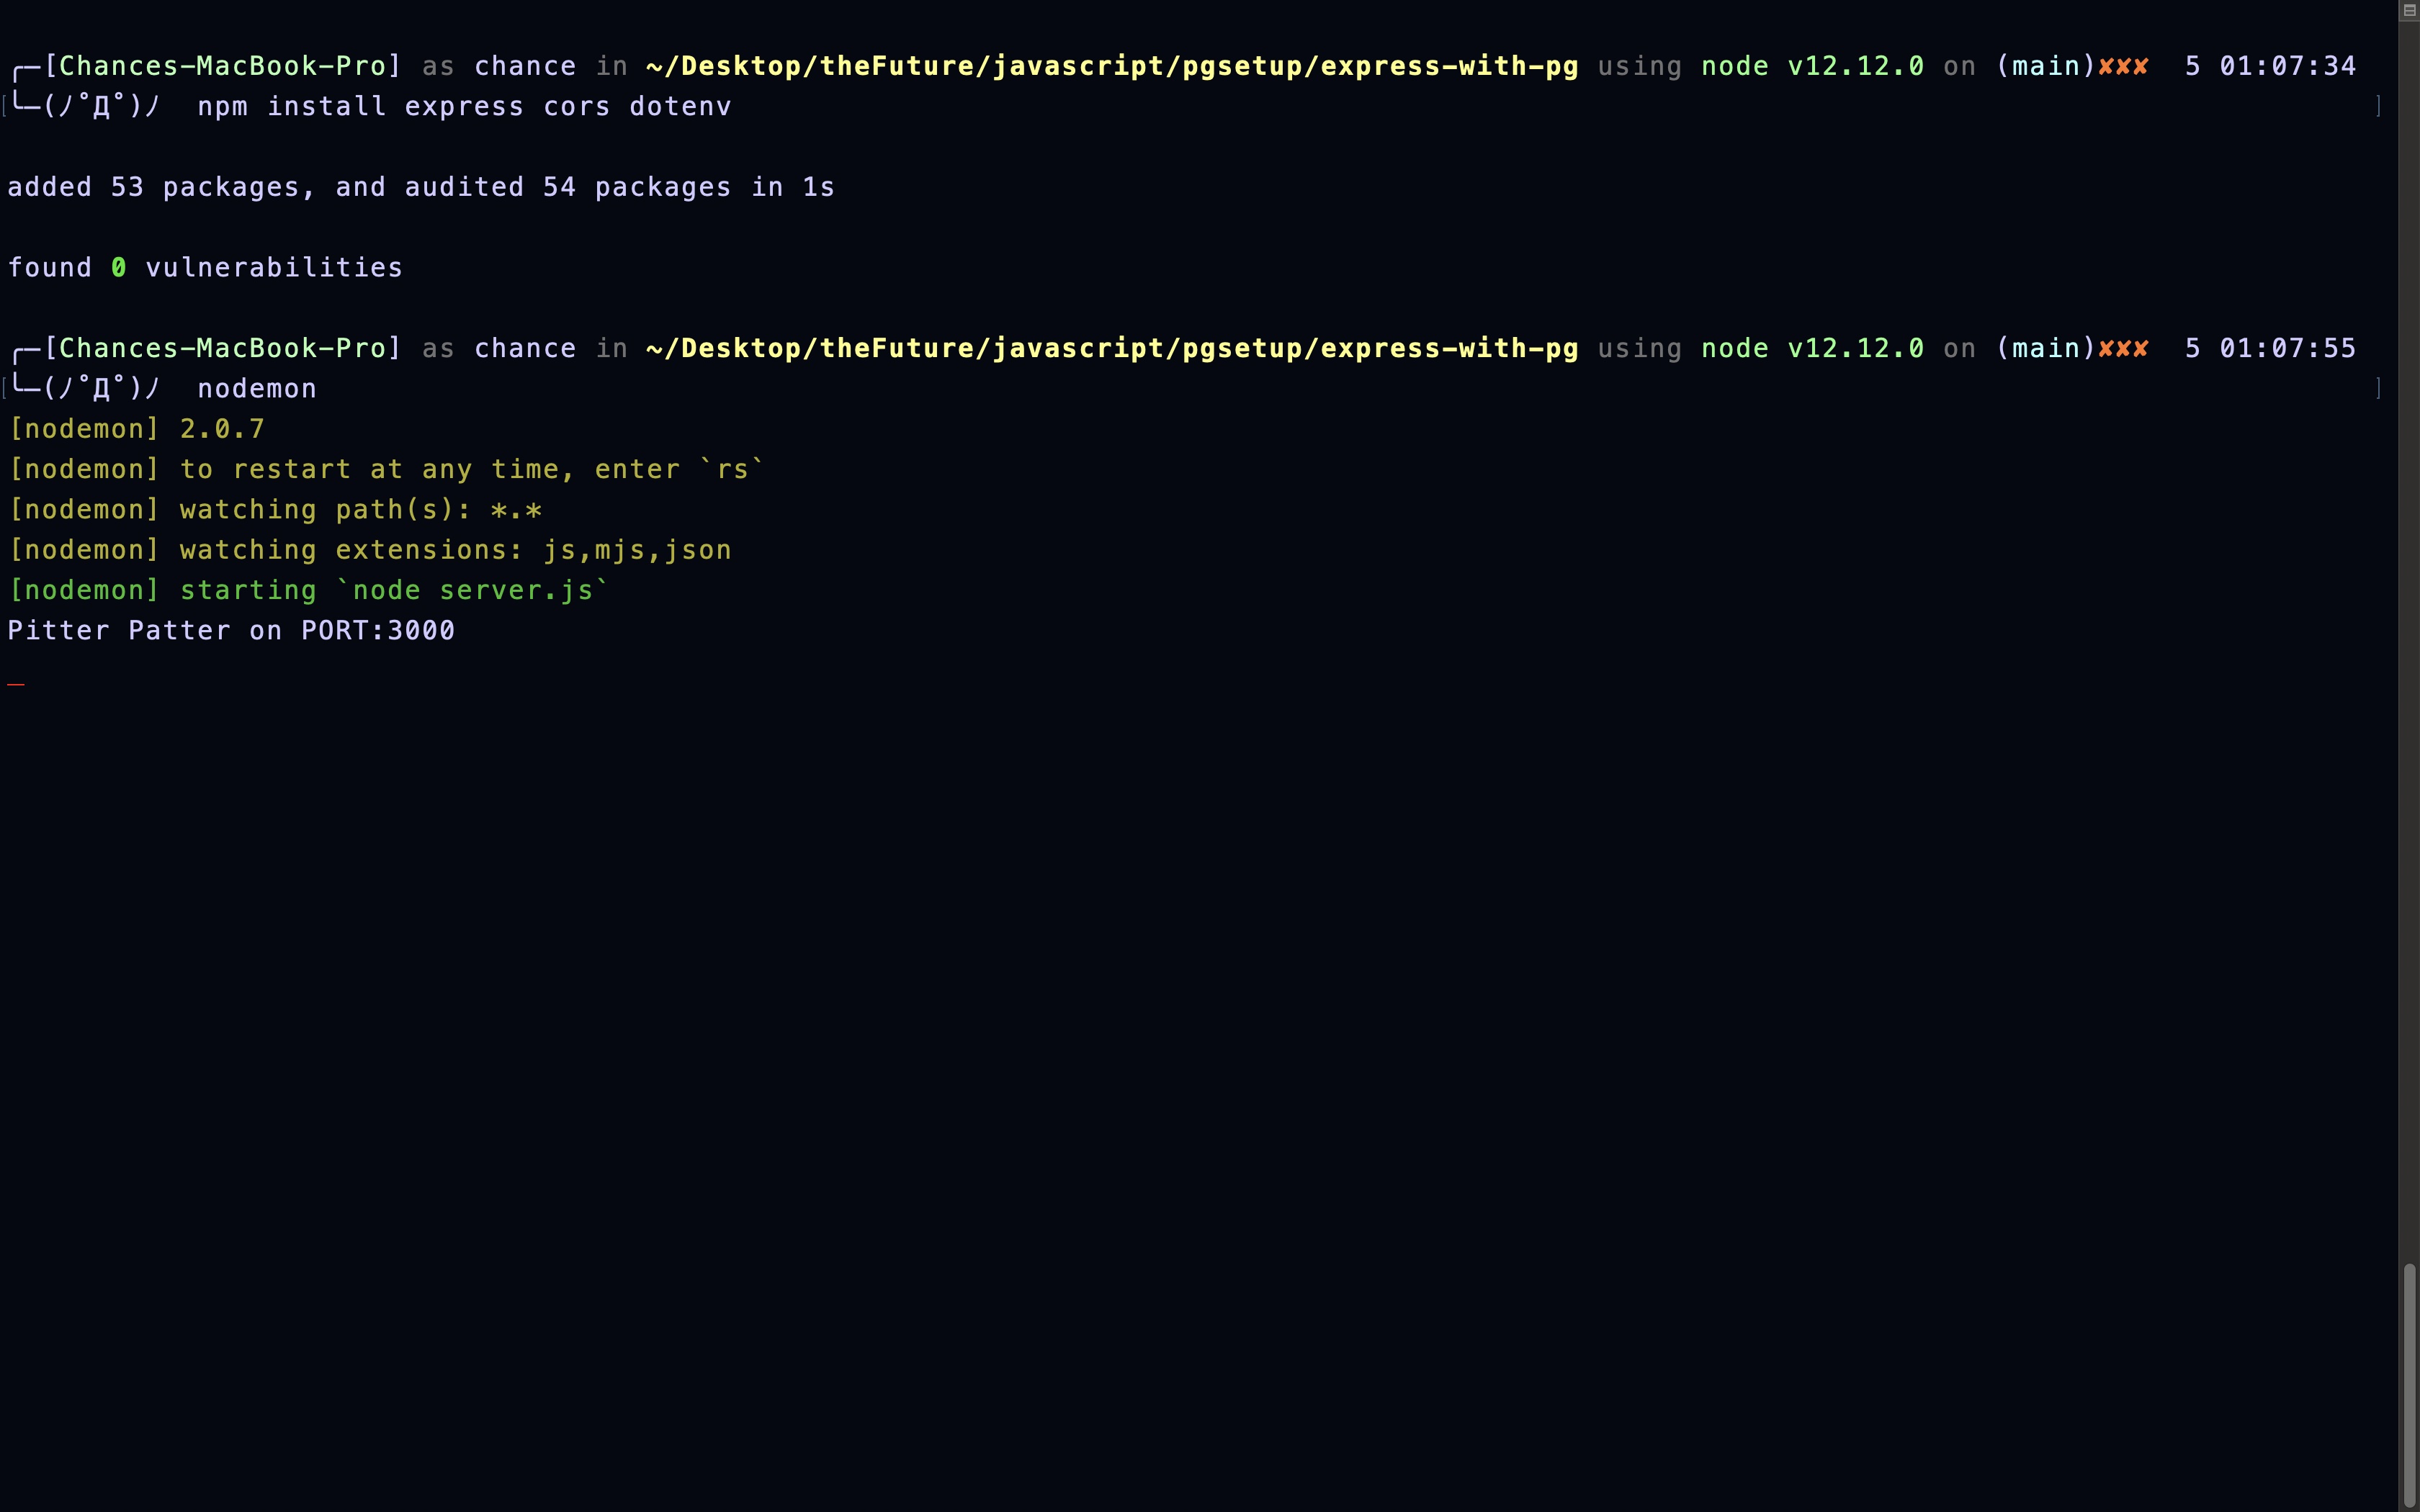 ╭─[Chances-MacBook-Pro] as chance in ~/Desktop/theFuture/javascript/pgsetup/express-with-pg using node v12.12.0 on (main)✘✘✘  5 01:07:34
╰─(ﾉ˚Д˚)ﾉ  npm install express cors dotenv
added 53 packages, and audited 54 packages in 1s
found 0 vulnerabilities
╭─[Chances-MacBook-Pro] as chance in ~/Desktop/theFuture/javascript/pgsetup/express-with-pg using node v12.12.0 on (main)✘✘✘  5 01:07:55
╰─(ﾉ˚Д˚)ﾉ  nodemon
[nodemon] 2.0.7
[nodemon] to restart at any time, enter `rs`
[nodemon] watching path(s): *.*
[nodemon] watching extensions: js,mjs,json
[nodemon] starting `node server.js`
Pitter Patter on PORT:3000